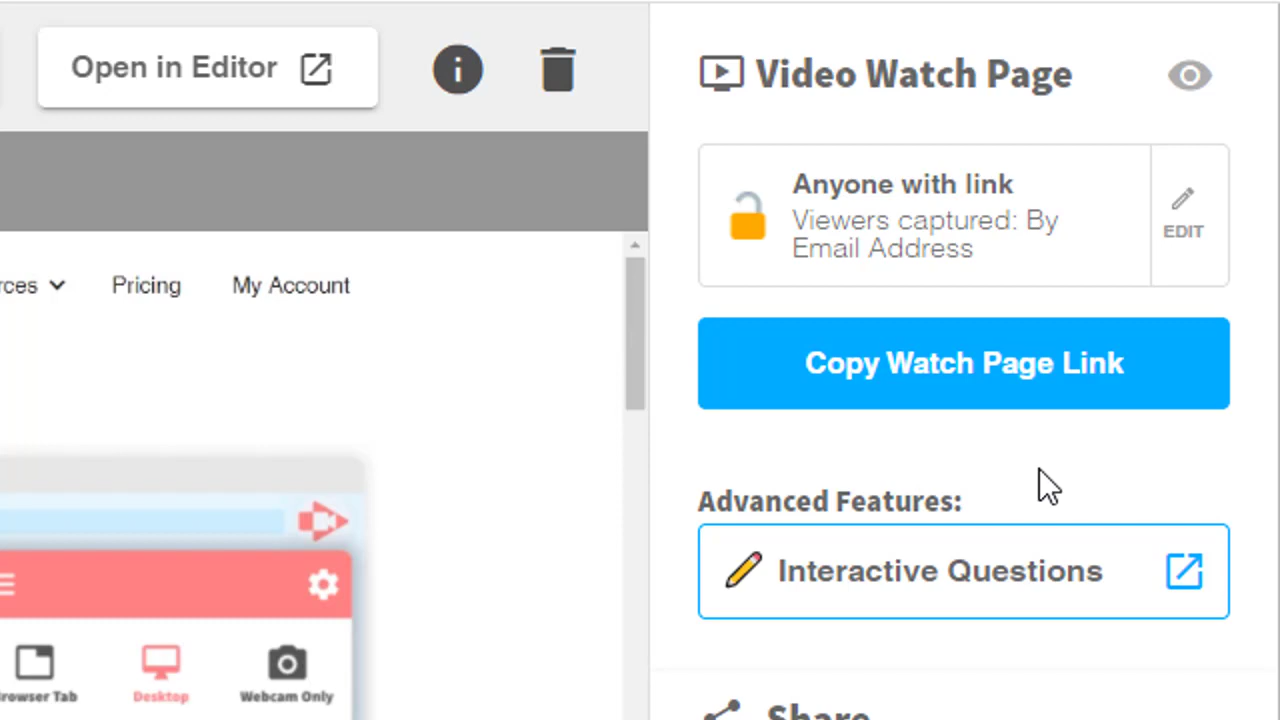 Open in Editor
Video Watch Page
Anyone with link
Viewers captured: By
Email Address
EDIT
Copy Watch Page Link
rces
Pricing
My Account
Advanced Features:
Interactive Questions
rowser Tab
Desktop
Webcam Only
Share